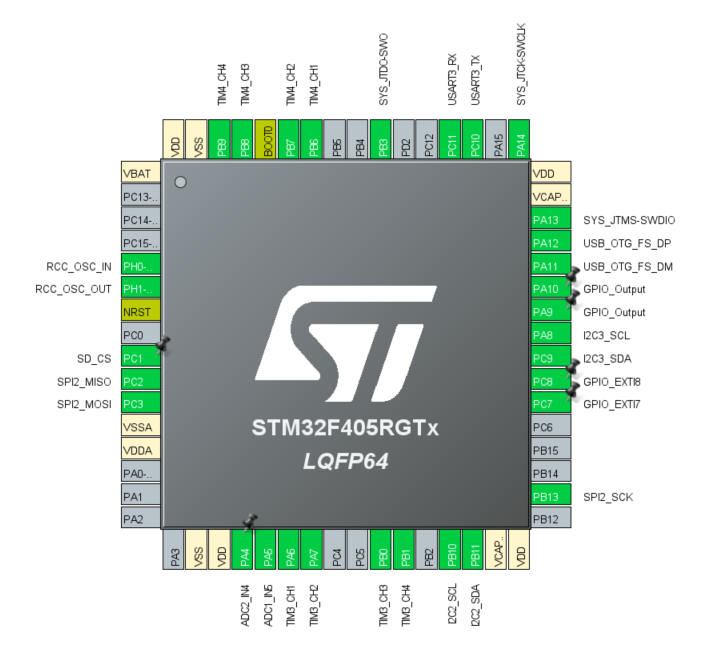 TIM4_CH4
TIM4_CH3
TIM4_CH2
TIM4_CH1
SYS_JTDO-SWO
USART3_RX
USART3_TX
SYS_JTCK-SWCLK
VDD
VSS
PB9
PB8
BOOT0
PB7
PB6
PB5
PB4
PB3
PD2
PC12
PC11
PC10
PA15
PA14
VBAT
PC13-..
PC14-..
PC15-..
RCC_OSC_IN PH0-..
RCC_OSC_OUT PH1-..
NRST
PC0
SD_CS PC1
SPI2_MISO PC2
SPI2_MOSI PC3
VSSA
VDDA
PA0-..
PA1
PA2
ST
STM32F405RGTx
LQFP64
VDD
VCAP..
PA13 SYS_JTMS-SWDIO
PA12 USB_OTG_FS_DP
PA11 USB_OTG_FS_DM
PA10 GPIO_Output
PA9 GPIO_Output
PA8 I2C3_SCL
PC9 I2C3_SDA
PC8 GPIO_EXTI8
PC7 GPIO_EXTI7
PC6
PB15
PB14
PB13 SPI2_SCK
PB12
PA3
VSS
VDD
PA4
PA5
PA6
PA7
PC4
PC5
PB0
PB1
PB2
PB10
PB11
VCAP..
VDD
ADC2_IN4
ADC1_IN5
TIM3_CH1
TIM3_CH2
TIM3_CH3
TIM3_CH4
I2C2_SCL
I2C2_SDA